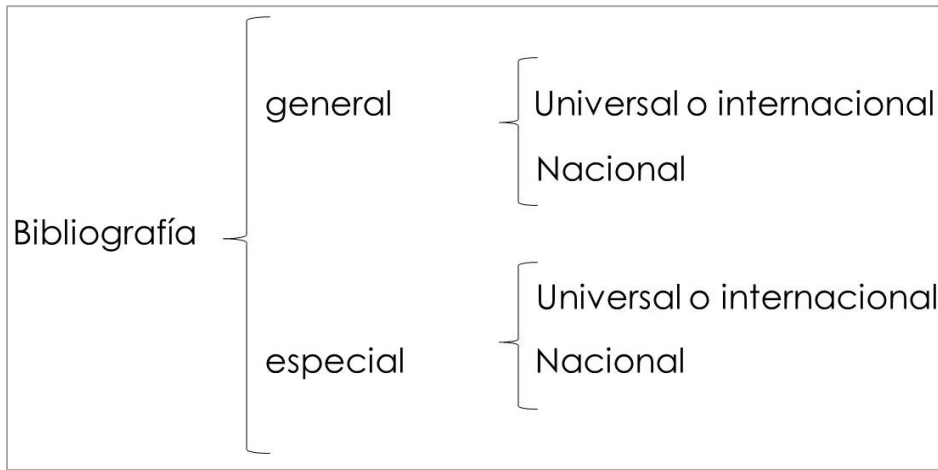 general
Universal o internacional
Nacional
Bibliografía
Universal o internacional
especial
Nacional